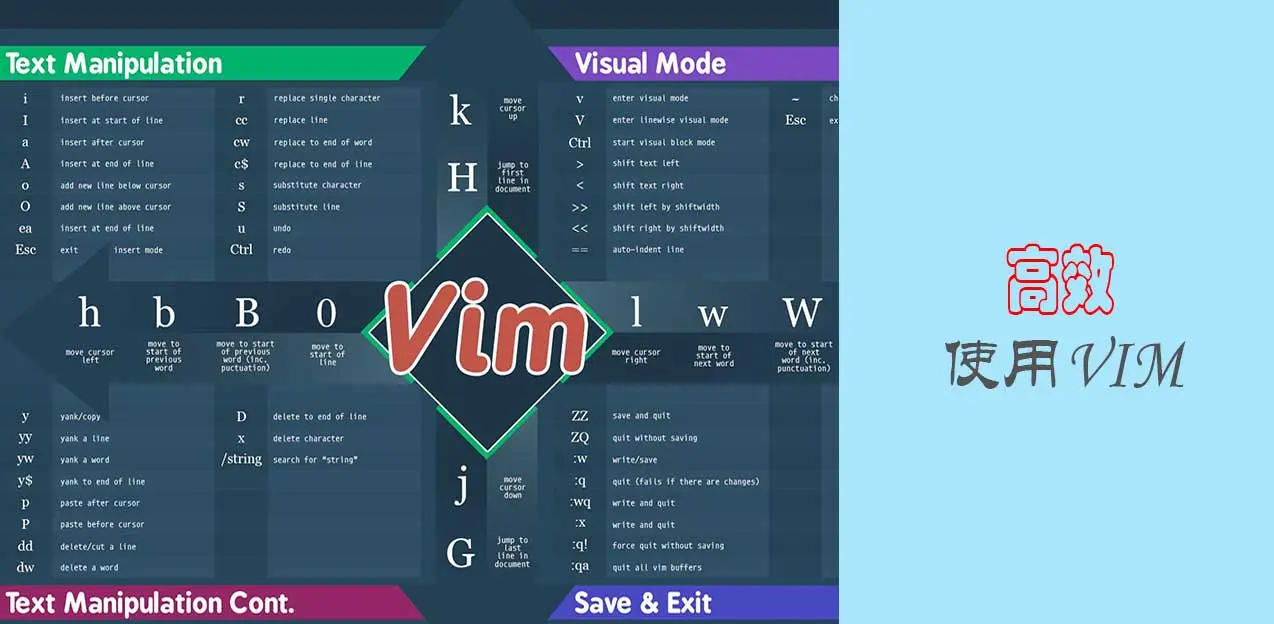 Text Manipulation
i insert before cursor
I insert at start of line
a insert after cursor
A insert at end of line
o add new line below cursor
O add new line above cursor
ea insert at end of line
Esc exit insert mode
r replace single character
cc replace line
cw replace to end of word
c$ replace to end of line
s substitute character
S substitute line
u undo
Ctrl redo
k
move
cursor
up
H
jump to
first
line in
document
Visual Mode
v enter visual mode
V enter linewise visual mode
Ctrl start visual block mode
> shift text left
< shift text right
>> shift left by shiftwidth
<< shift right by shiftwidth
== auto-indent line
~ ch
Esc ex
h
move cursor
left
b
move to
start of
previous
word
B
move to start
of previous
word (inc.
punctuation)
0
move to
start of
line
Vim
l
move cursor
right
w
move to
start of
next word
W
move to start
of next
word (inc.
punctuation)
y yank/copy
yy yank a line
yw yank a word
y$ yank to end of line
p paste after cursor
P paste before cursor
dd delete/cut a line
dw delete a word
D delete to end of line
x delete character
/string search for "string"
j
move
cursor
down
G
jump to
last
line in
document
ZZ save and quit
ZQ quit without saving
:w write/save
:q quit (fails if there are changes)
:wq write and quit
:x write and quit
:q! force quit without saving
:qa quit all vim buffers
Text Manipulation Cont.
Save & Exit
高效
使用VIM